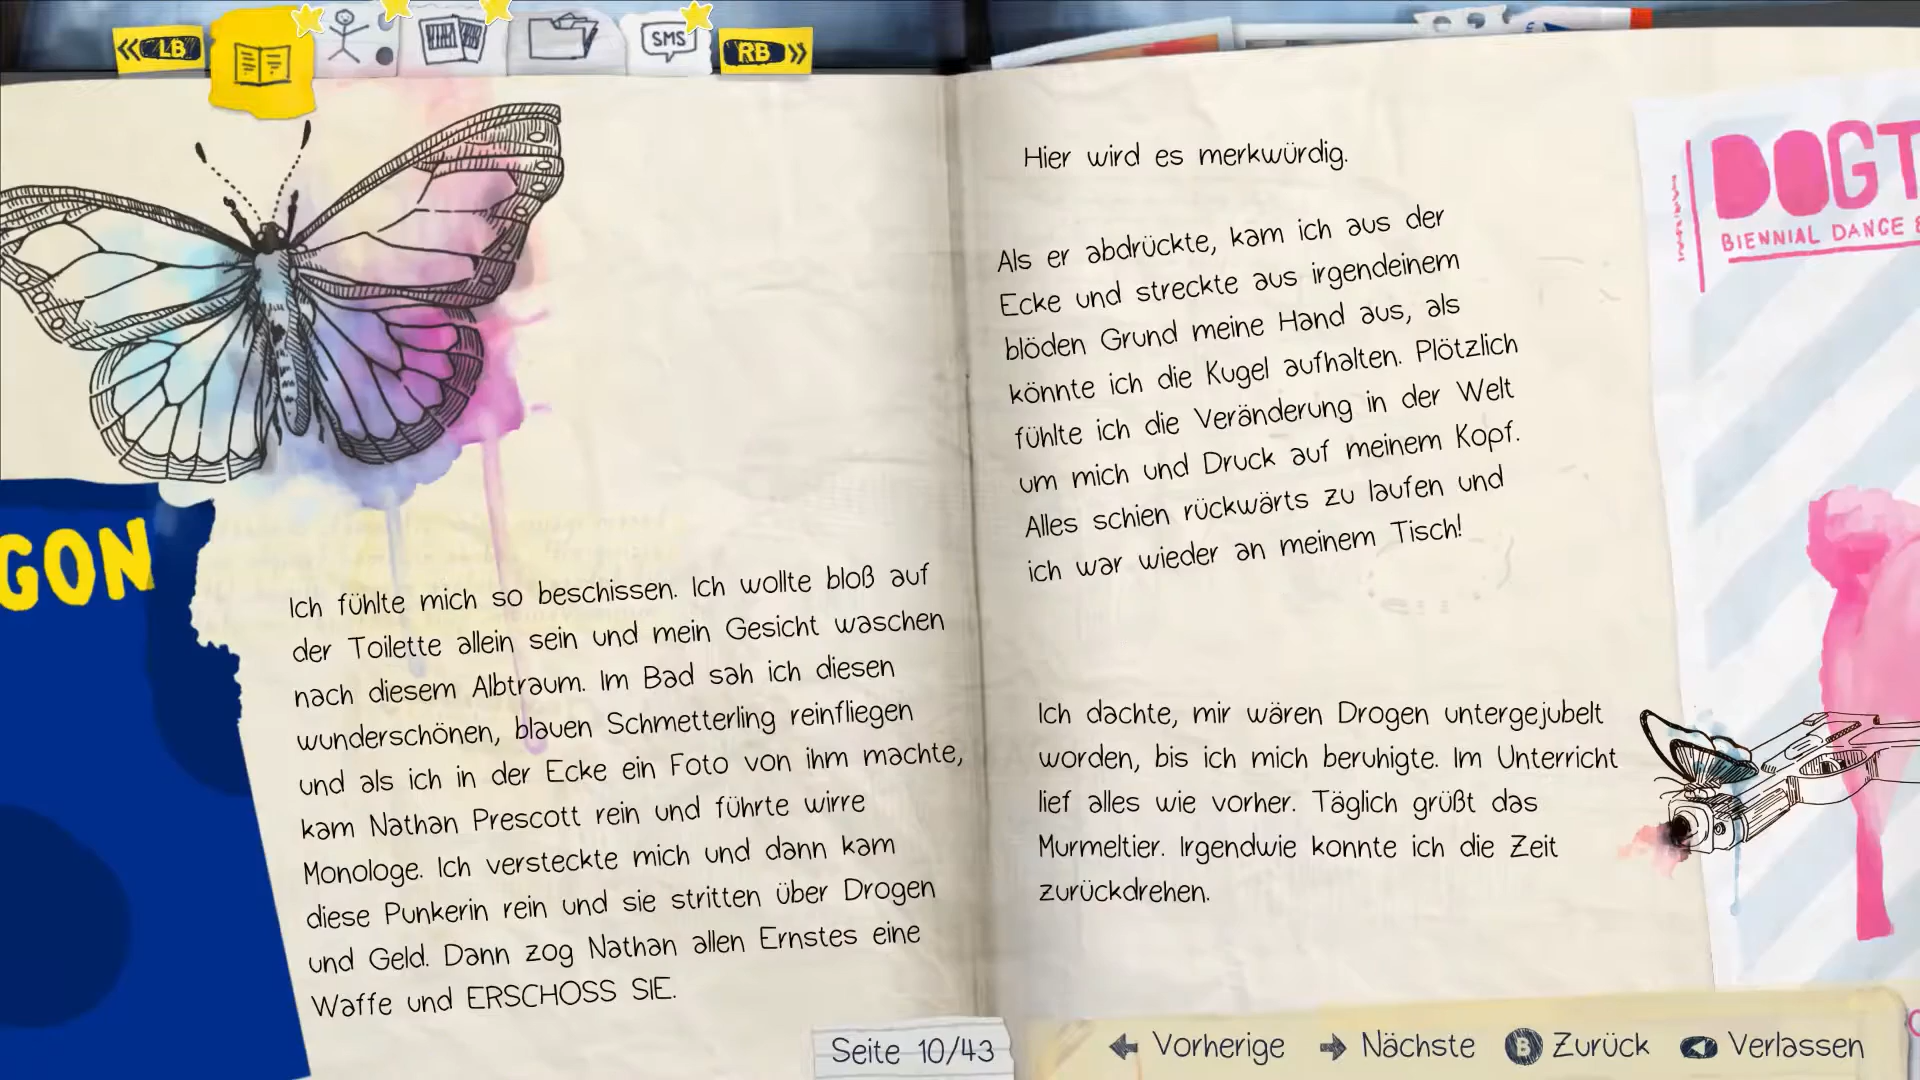 LB
SMS
RB
GON
Ich fühlte mich so beschissen. Ich wollte bloß auf
der Toilette allein sein und mein Gesicht waschen
nach diesem Albtraum. Im Bad sah ich diesen
wunderschönen, blauen Schmetterling reinfliegen
und als ich in der Ecke ein Foto von ihm machte,
kam Nathan Prescott rein und führte wirre
Monologe. Ich versteckte mich und dann kam
diese Punkerin rein und sie stritten über Drogen
und Geld. Dann zog Nathan allen Ernstes eine
Waffe und ERSCHOSS SIE.
Hier wird es merkwürdig.
Als er abdrückte, kam ich aus der
Ecke und streckte aus irgendeinem
blöden Grund meine Hand aus, als
könnte ich die Kugel aufhalten. Plötzlich
fühlte ich die Veränderung in der Welt
um mich und Druck auf meinem Kopf.
Alles schien rückwärts zu laufen und
ich war wieder an meinem Tisch!
Ich dachte, mir wären Drogen untergejubelt
worden, bis ich mich beruhigte. Im Unterricht
lief alles wie vorher. Täglich grüßt das
Murmeltier. Irgendwie konnte ich die Zeit
zurückdrehen.
DOGT
BIENNIAL DANCE &
Seite 10/43
Vorherige
Nächste
B Zurück
Verlassen